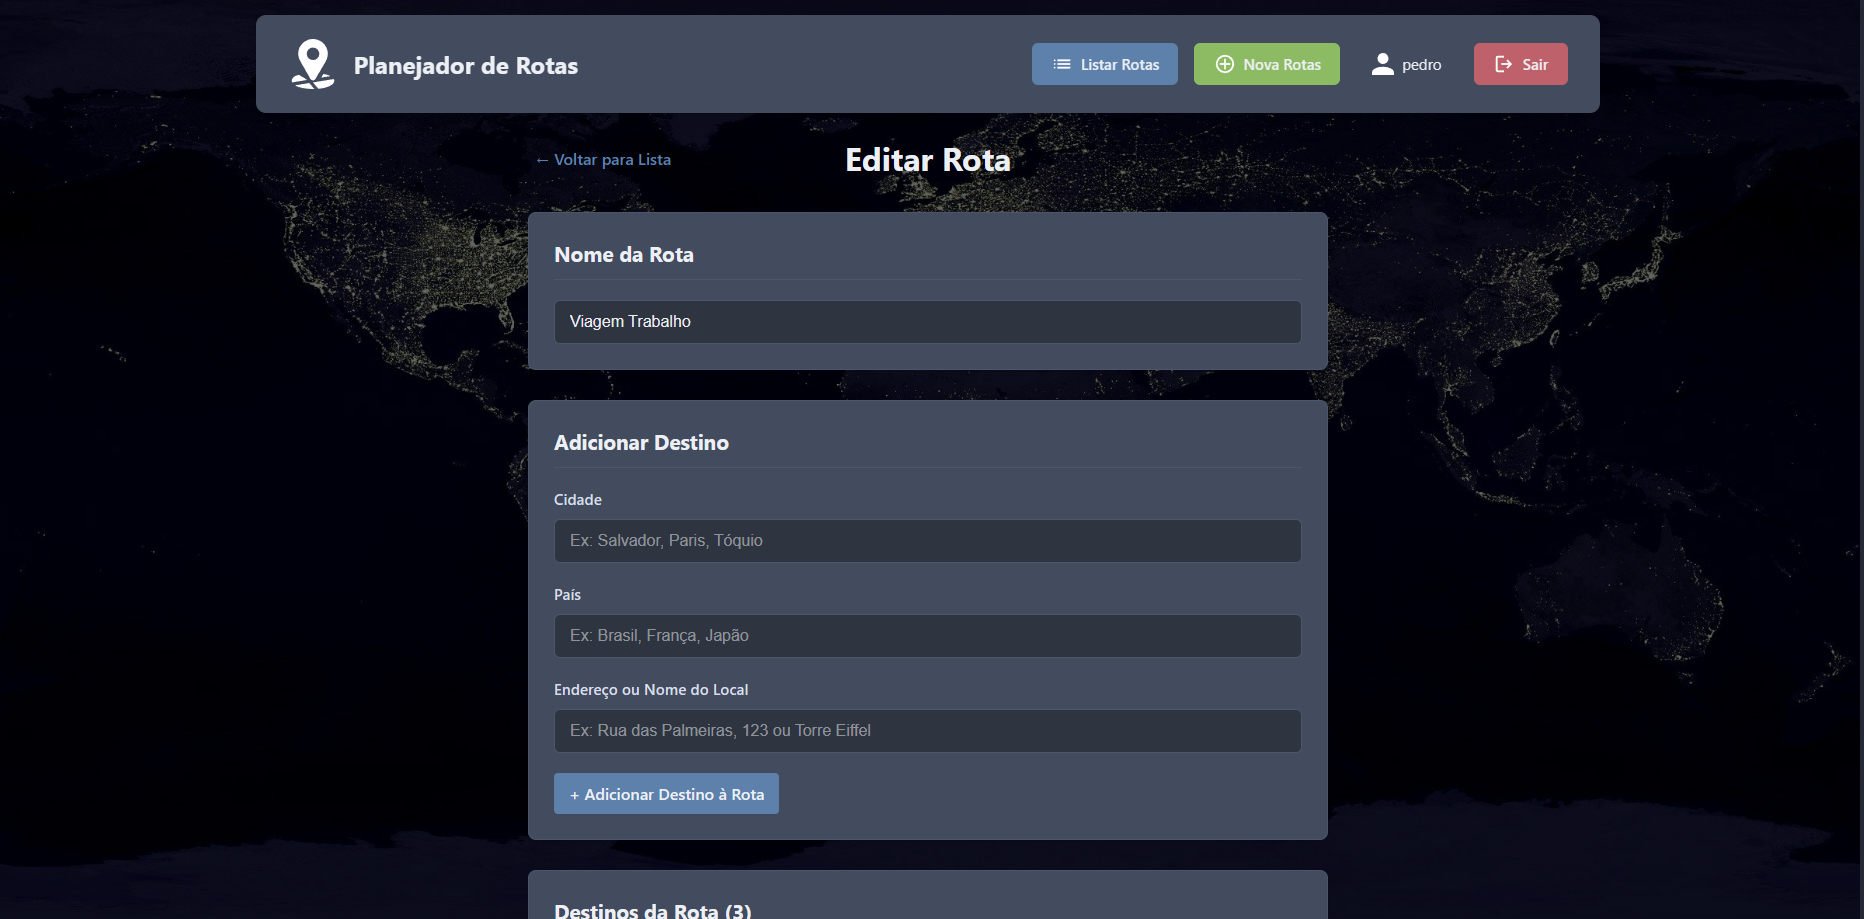 Planejador de Rotas
Listar Rotas
Nova Rotas
pedro
Sair
← Voltar para Lista
Editar Rota
Nome da Rota
Viagem Trabalho
Adicionar Destino
Cidade
Ex: Salvador, Paris, Tóquio
País
Ex: Brasil, França, Japão
Endereço ou Nome do Local
Ex: Rua das Palmeiras, 123 ou Torre Eiffel
+ Adicionar Destino à Rota
Destinos da Rota (3)